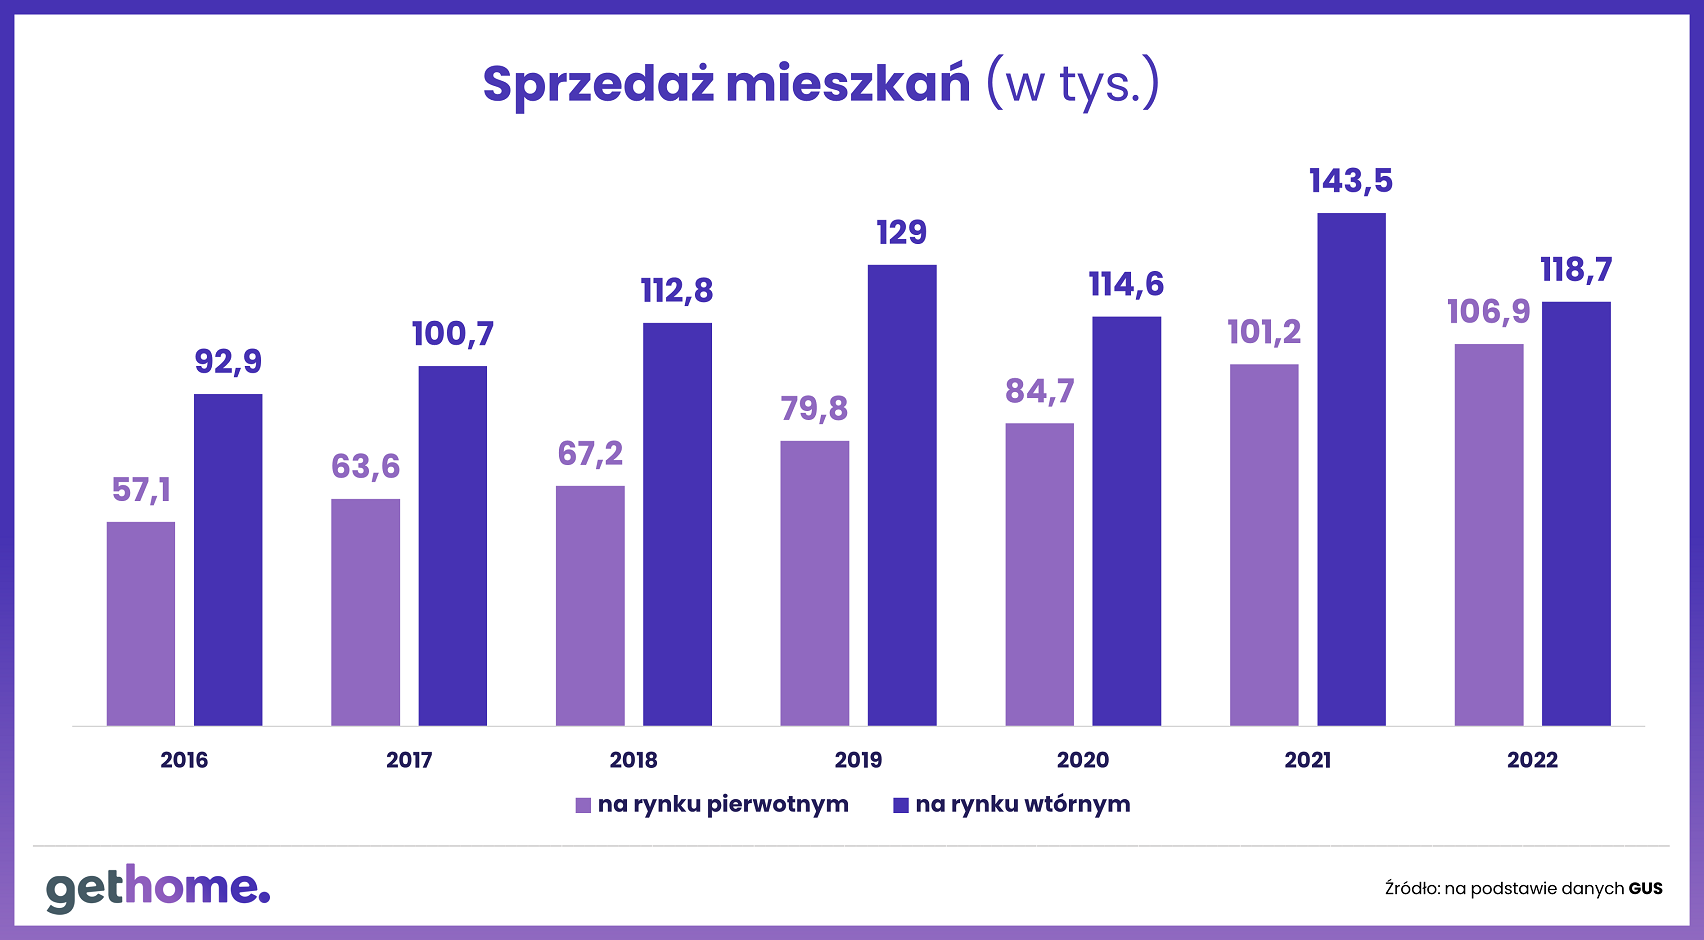 Sprzedaż mieszkań (w tys.)
57,1
92,9
63,6
100,7
67,2
112,8
79,8
129
84,7
114,6
101,2
143,5
106,9
118,7
2016 2017 2018 2019 2020 2021 2022
na rynku pierwotnym na rynku wtórnym
gethome.
Źródło: na podstawie danych GUS